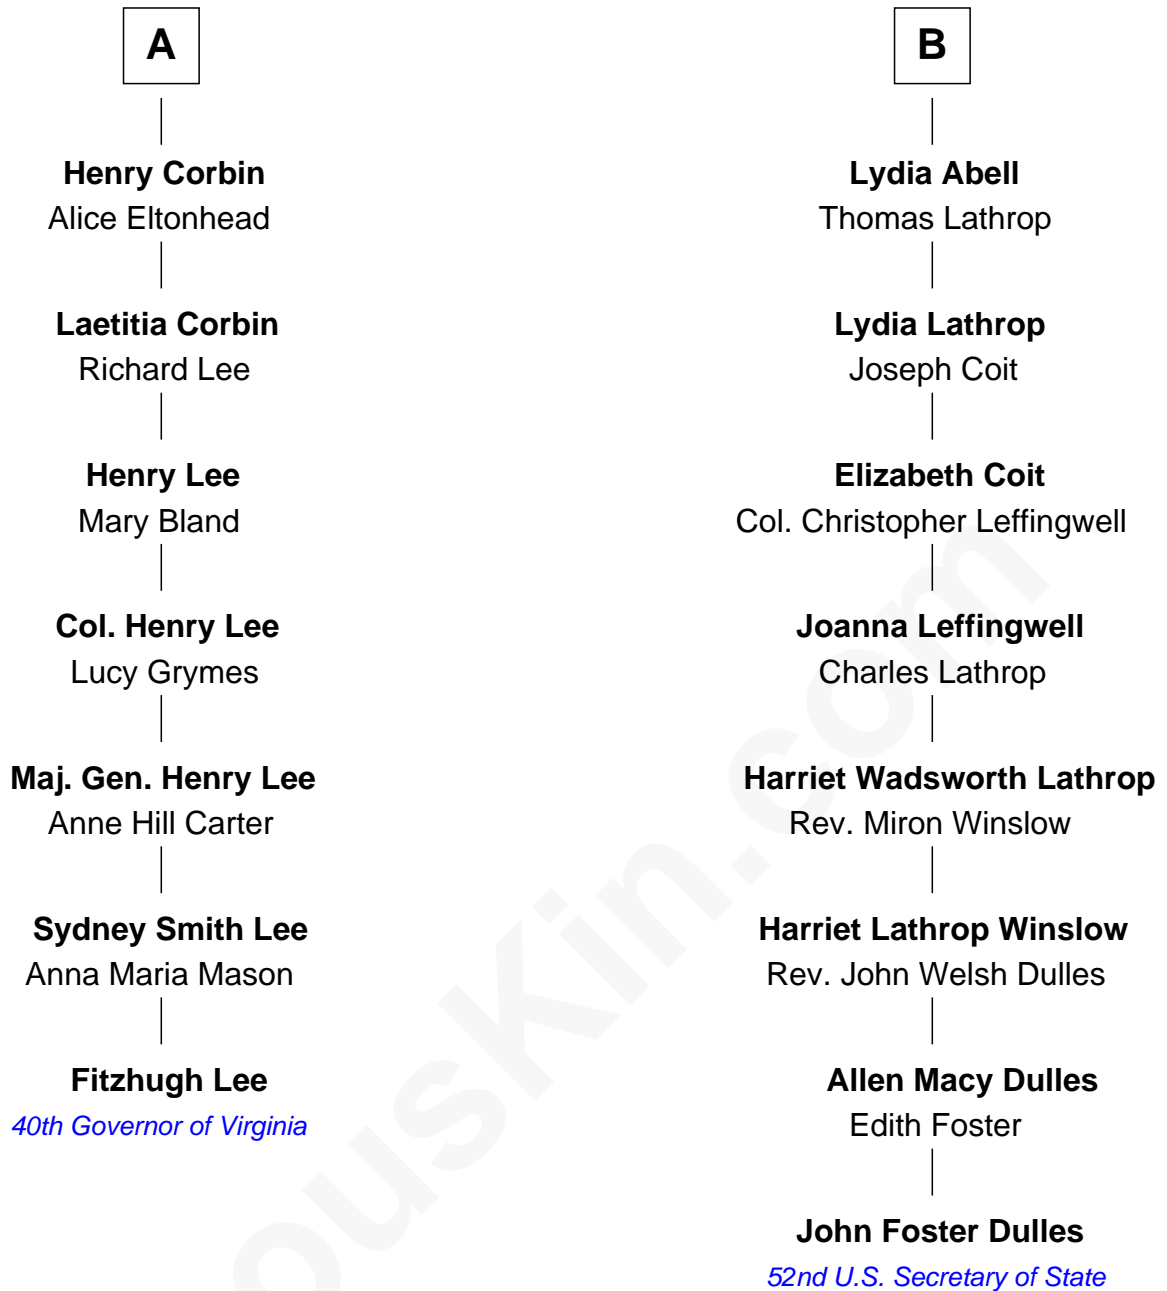 A
Henry Corbin
Alice Eltonhead
Laetitia Corbin
Richard Lee
Henry Lee
Mary Bland
Col. Henry Lee
Lucy Grymes
Maj. Gen. Henry Lee
Anne Hill Carter
Sydney Smith Lee
Anna Maria Mason
Fitzhugh Lee
40th Governor of Virginia
B
Lydia Abell
Thomas Lathrop
Lydia Lathrop
Joseph Coit
Elizabeth Coit
Col. Christopher Leffingwell
Joanna Leffingwell
Charles Lathrop
Harriet Wadsworth Lathrop
Rev. Miron Winslow
Harriet Lathrop Winslow
Rev. John Welsh Dulles
Allen Macy Dulles
Edith Foster
John Foster Dulles
52nd U.S. Secretary of State
ouskin.com